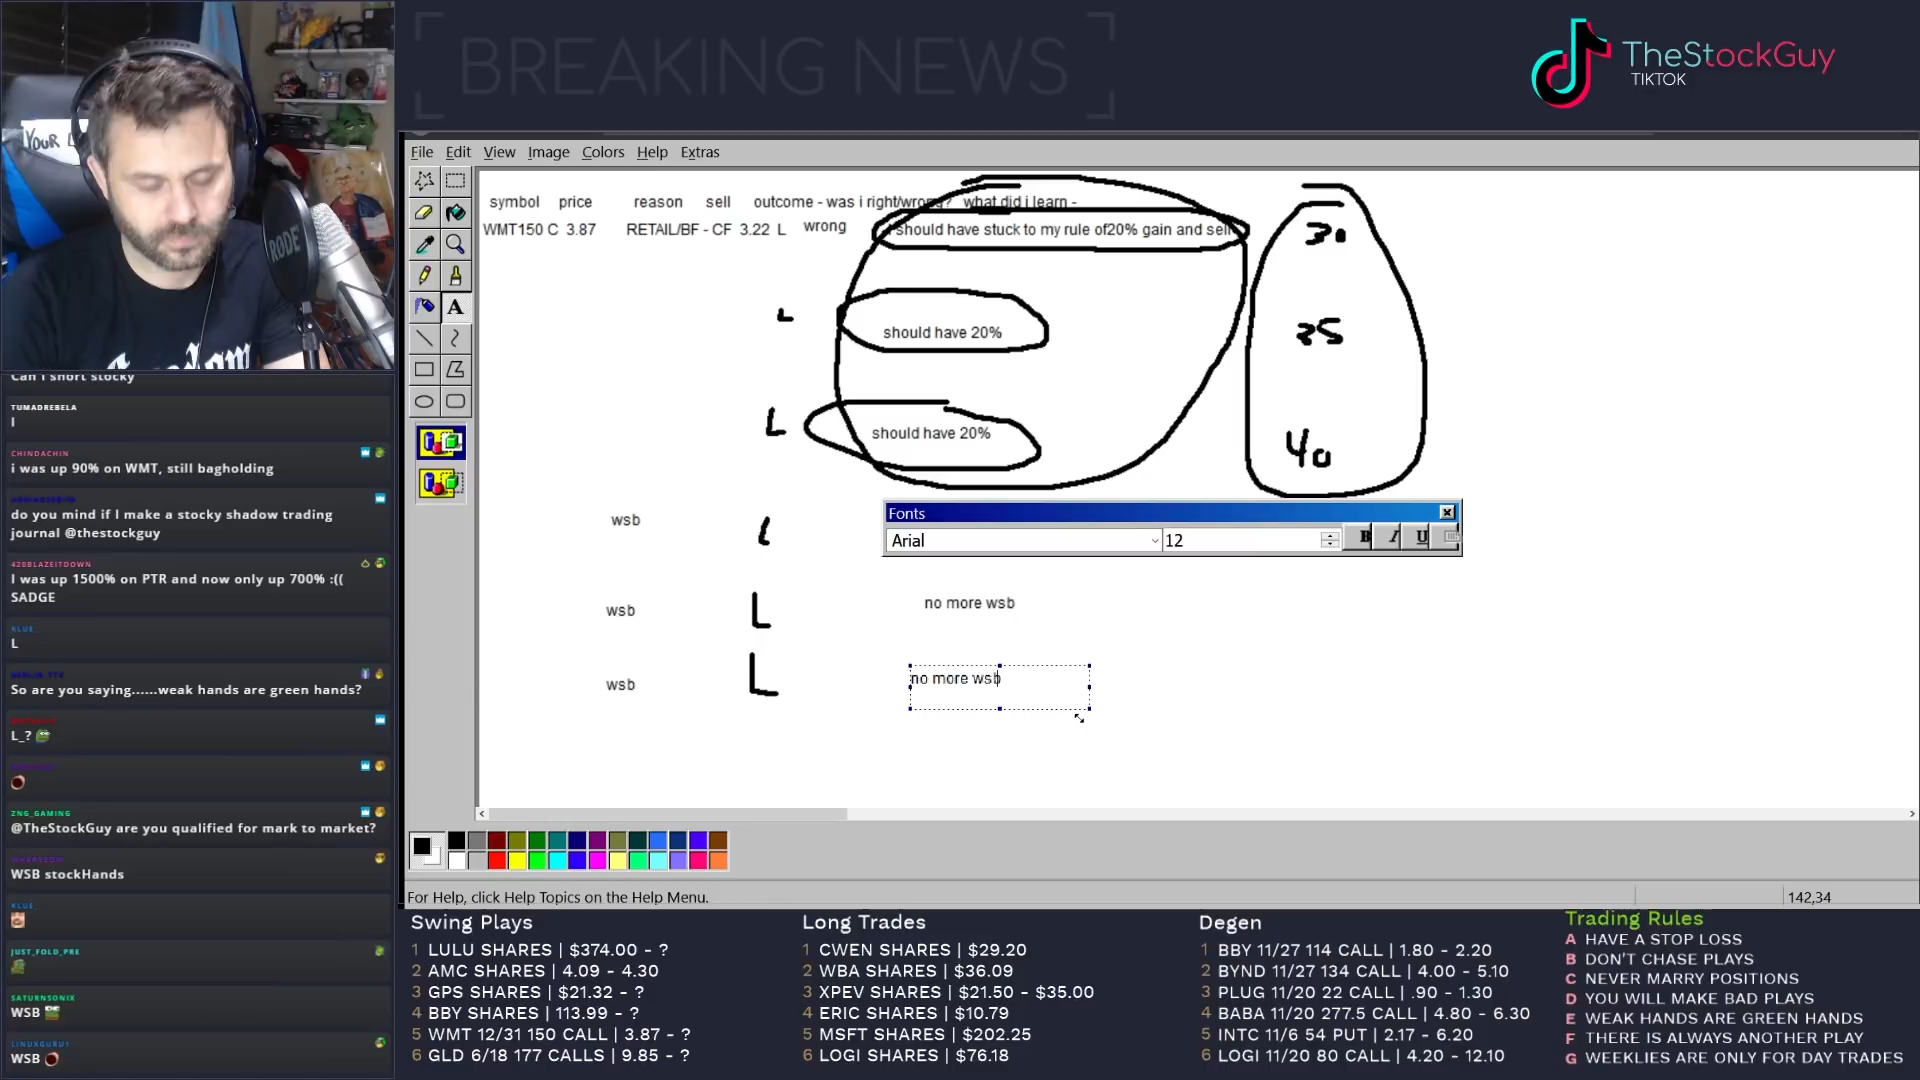 BREAKING NEWS
TheStockGuy
TIKTOK
YOUR
RODE
Freedom
File Edit View Image Colors Help Extras
symbol price reason sell outcome - was i right/wrong? what did i learn -
WMT150 C 3.87 RETAIL/BF - CF 3.22 L wrong should have stuck to my rule of20% gain and sell
30
L
should have 20%
25
L
should have 20%
40
wsb L
Fonts
Arial 12 B I U
wsb L no more wsb
wsb L no more wsb
For Help, click Help Topics on the Help Menu.
142,34
Can I short stocky
TUMADREBELA
I
CHINDACHIN
i was up 90% on WMT, still bagholding
do you mind if I make a stocky shadow trading
journal @thestockguy
420BLAZEITDOWN
I was up 1500% on PTR and now only up 700% :((
SADGE
KLUE_
L
So are you saying......weak hands are green hands?
L_?
ZNG_GAMING
@TheStockGuy are you qualified for mark to market?
WSB stockHands
KLUE_
JUST_FOLD_PRE
SATURNSONIX
WSB
LINUXGURU1
WSB
Swing Plays
1 LULU SHARES | $374.00 - ?
2 AMC SHARES | 4.09 - 4.30
3 GPS SHARES | $21.32 - ?
4 BBY SHARES | 113.99 - ?
5 WMT 12/31 150 CALL | 3.87 - ?
6 GLD 6/18 177 CALLS | 9.85 - ?
Long Trades
1 CWEN SHARES | $29.20
2 WBA SHARES | $36.09
3 XPEV SHARES | $21.50 - $35.00
4 ERIC SHARES | $10.79
5 MSFT SHARES | $202.25
6 LOGI SHARES | $76.18
Degen
1 BBY 11/27 114 CALL | 1.80 - 2.20
2 BYND 11/27 134 CALL | 4.00 - 5.10
3 PLUG 11/20 22 CALL | .90 - 1.30
4 BABA 11/20 277.5 CALL | 4.80 - 6.30
5 INTC 11/6 54 PUT | 2.17 - 6.20
6 LOGI 11/20 80 CALL | 4.20 - 12.10
Trading Rules
A HAVE A STOP LOSS
B DON'T CHASE PLAYS
C NEVER MARRY POSITIONS
D YOU WILL MAKE BAD PLAYS
E WEAK HANDS ARE GREEN HANDS
F THERE IS ALWAYS ANOTHER PLAY
G WEEKLIES ARE ONLY FOR DAY TRADES